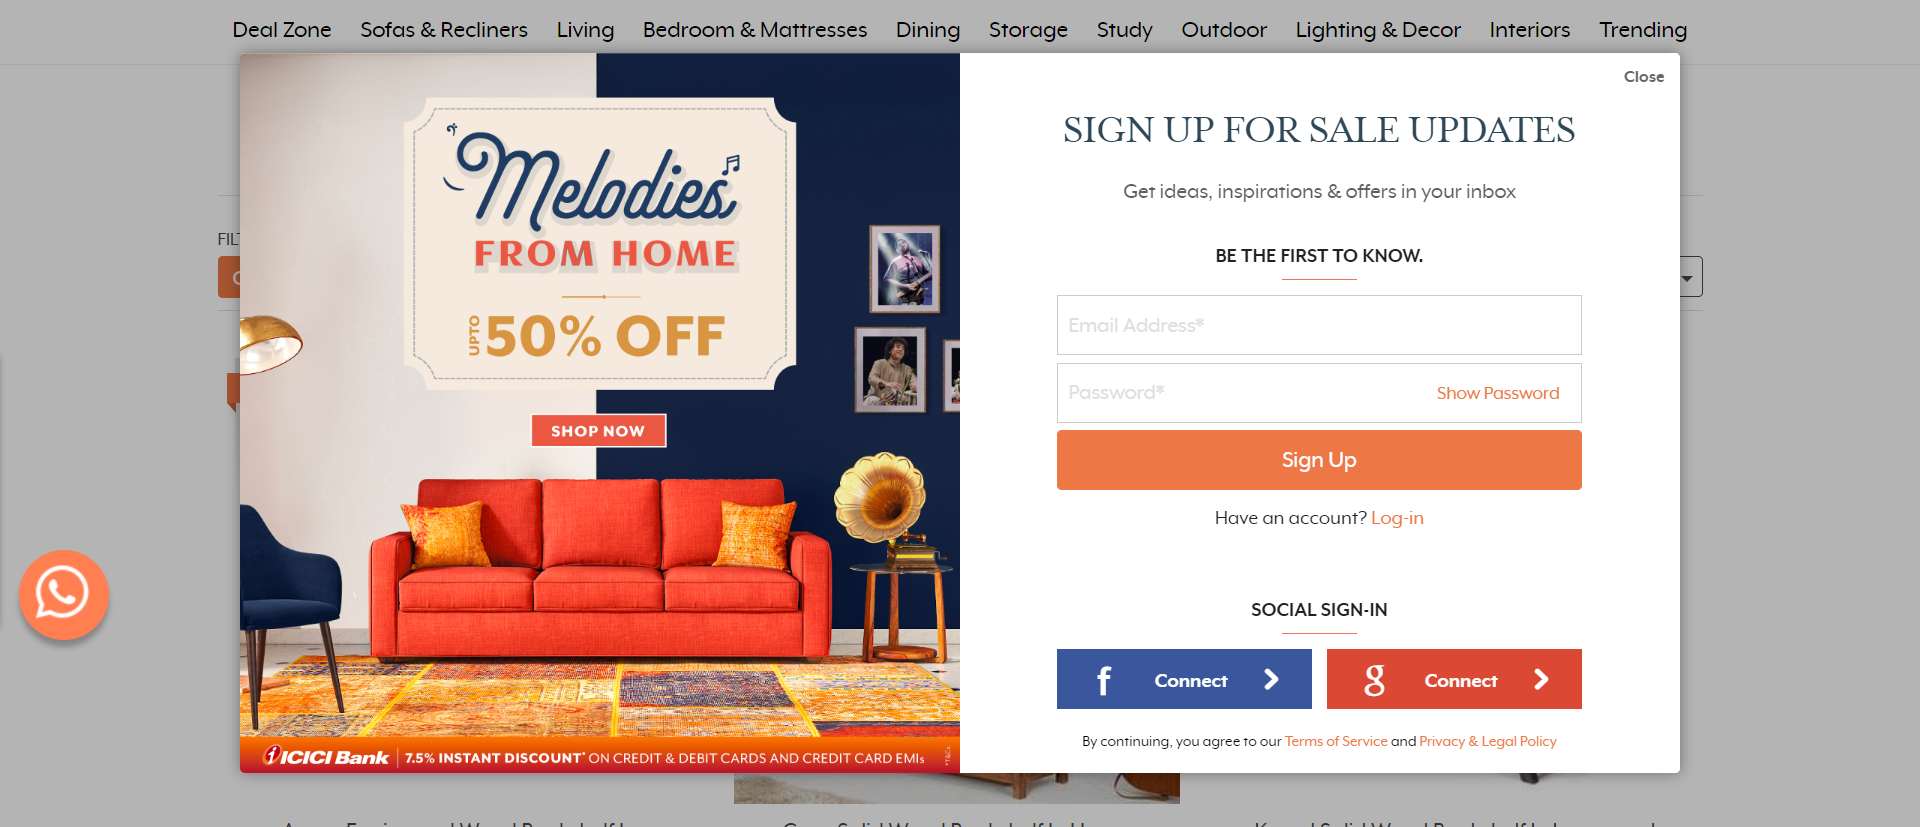 Deal Zone Sofas & Recliners Living Bedroom & Mattresses Dining Storage Study Outdoor Lighting & Decor Interiors Trending
Close
Melodies
FROM HOME
UPTO 50% OFF
SHOP NOW
ICICI Bank 7.5% INSTANT DISCOUNT* ON CREDIT & DEBIT CARDS AND CREDIT CARD EMIs
*T&Cs
SIGN UP FOR SALE UPDATES
Get ideas, inspirations & offers in your inbox
BE THE FIRST TO KNOW.
Email Address*
Password* Show Password
Sign Up
Have an account? Log-in
SOCIAL SIGN-IN
f Connect
g Connect
By continuing, you agree to our Terms of Service and Privacy & Legal Policy